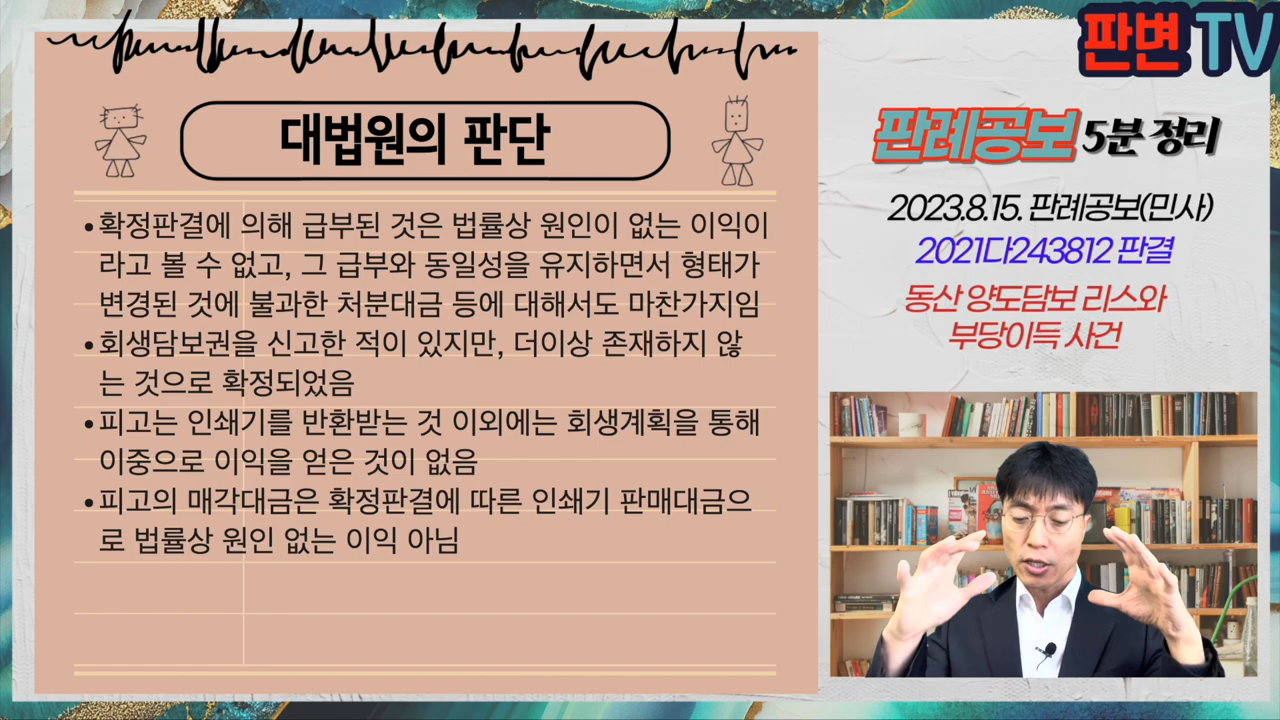 판변 TV
대법원의 판단
• 확정판결에 의해 급부된 것은 법률상 원인이 없는 이익이
라고 볼 수 없고, 그 급부와 동일성을 유지하면서 형태가
변경된 것에 불과한 처분대금 등에 대해서도 마찬가지임
• 회생담보권을 신고한 적이 있지만, 더이상 존재하지 않
는 것으로 확정되었음
• 피고는 인쇄기를 반환받는 것 이외에는 회생계획을 통해
이중으로 이익을 얻은 것이 없음
• 피고의 매각대금은 확정판결에 따른 인쇄기 판매대금으
로 법률상 원인 없는 이익 아님
판례공보 5분 정리
2023.8.15. 판례공보(민사)
2021다243812 판결
동산 양도담보 리스와
부당이득 사건